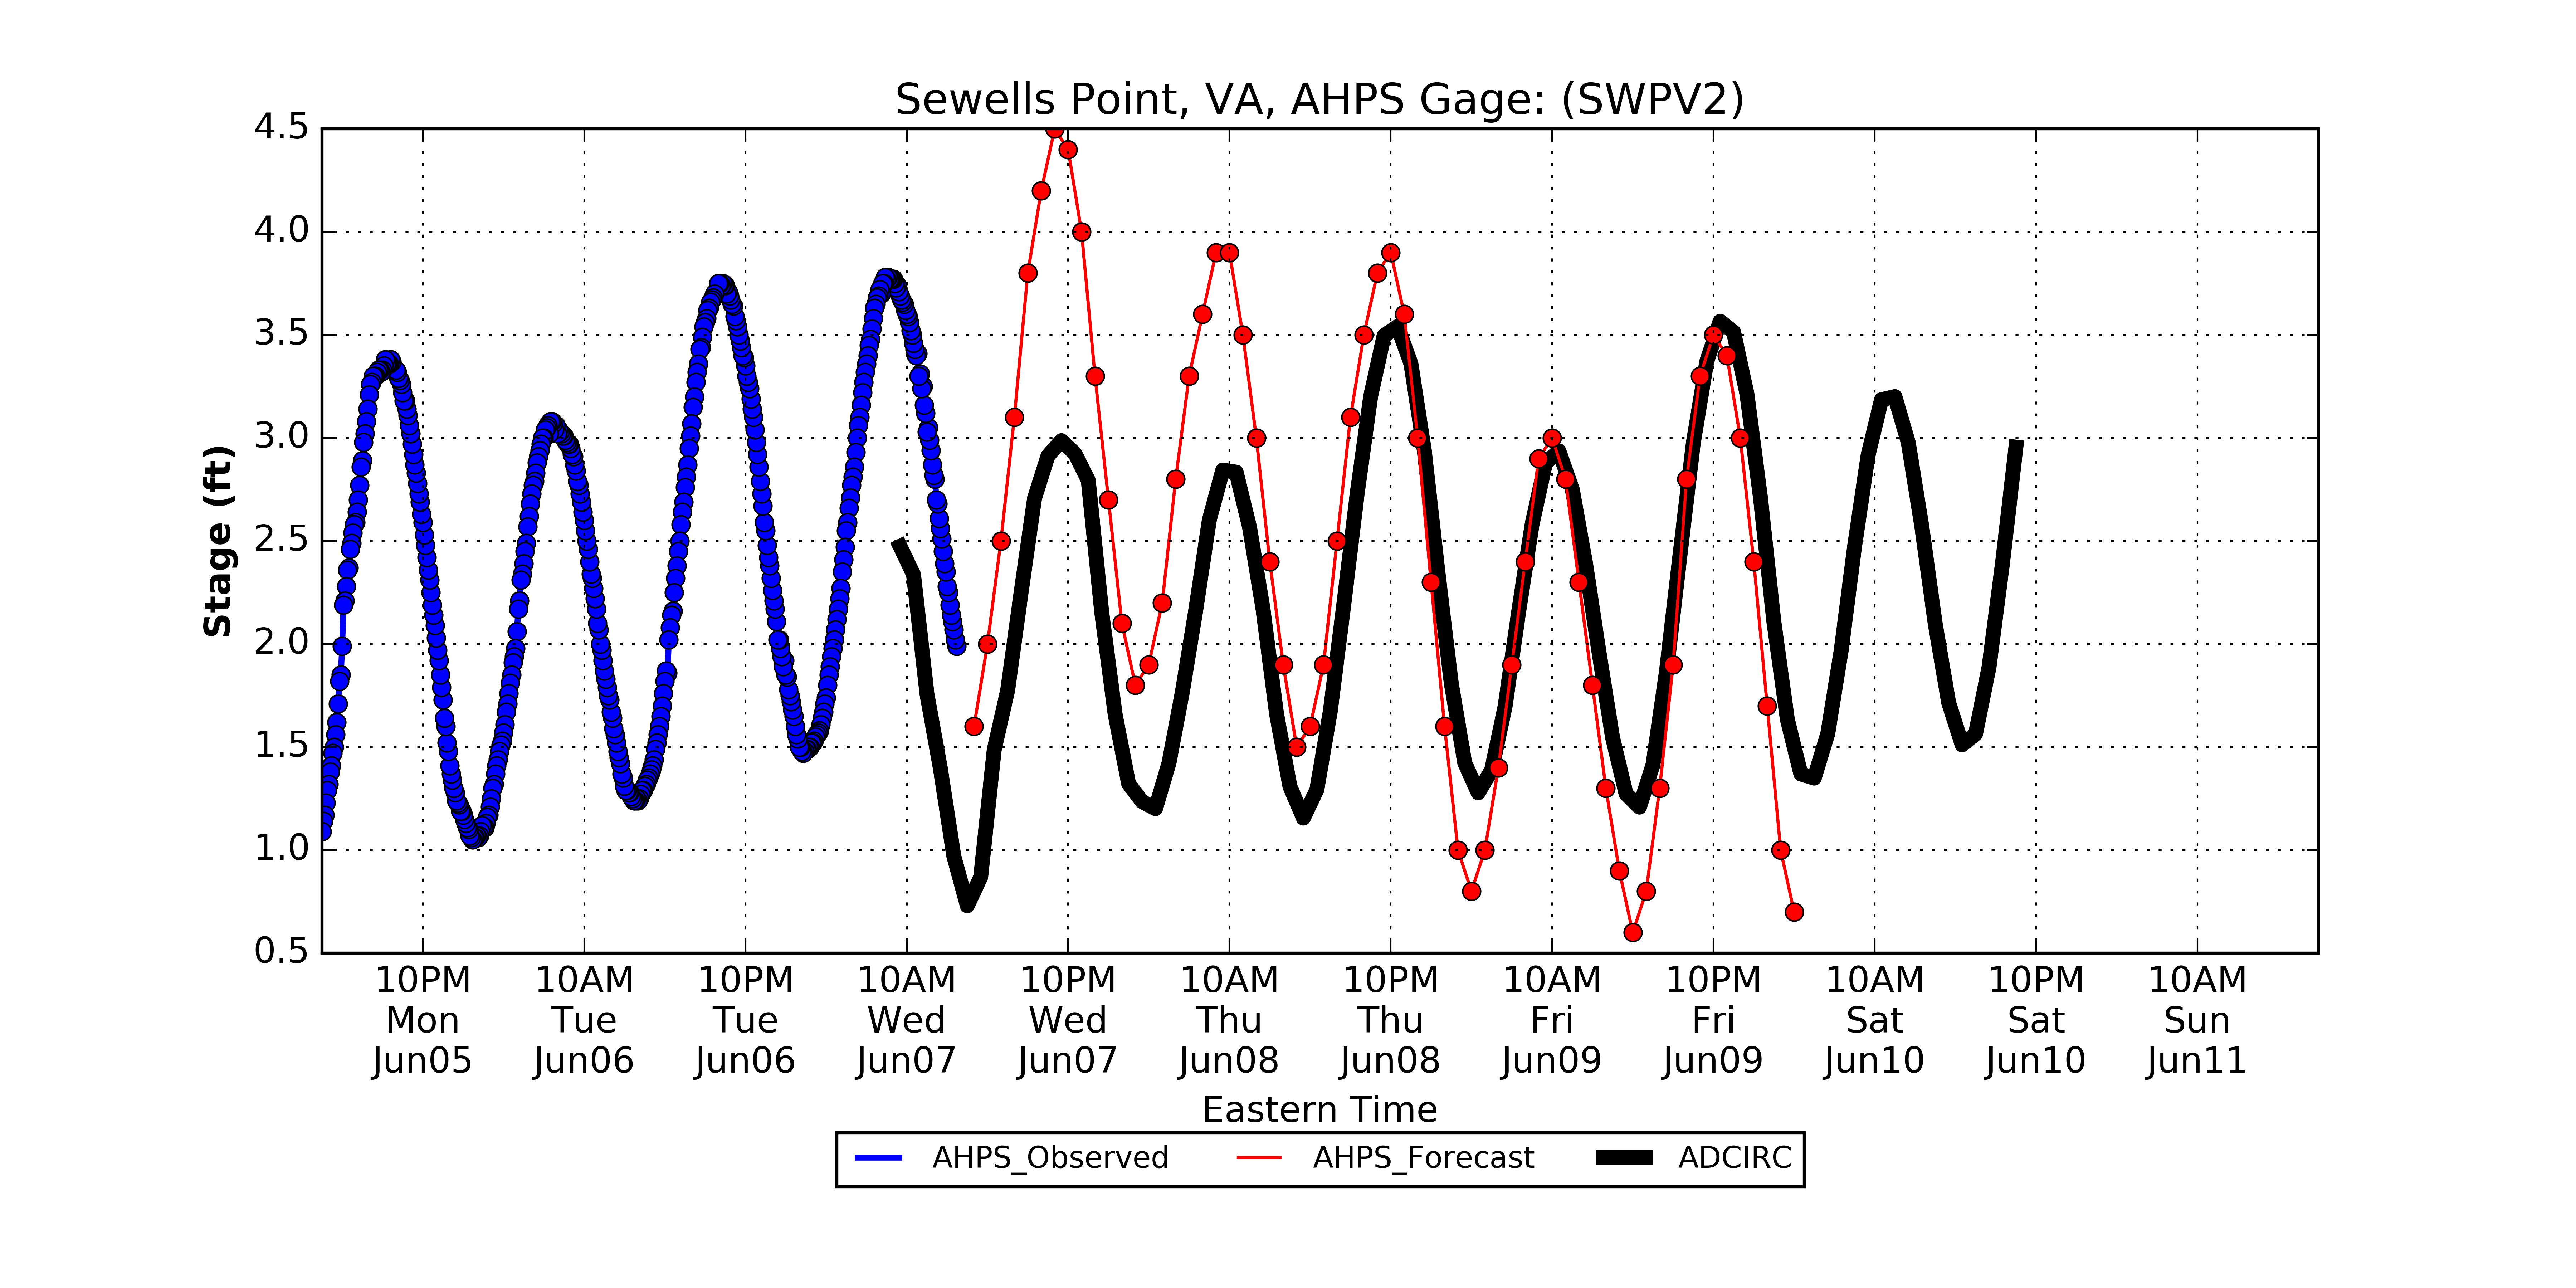 Sewells Point, VA, AHPS Gage: (SWPV2)
4.5
4.0
3.5
3.0
2.5
2.0
1.5
1.0
0.5
Stage (ft)
10PM 10AM 10PM 10AM 10PM 10AM 10PM 10AM 10PM 10AM 10PM 10AM
Mon Tue Tue Wed Wed Thu Thu Fri Fri Sat Sat Sun
Jun05 Jun06 Jun06 Jun07 Jun07 Jun08 Jun08 Jun09 Jun09 Jun10 Jun10 Jun11
Eastern Time
AHPS_Observed AHPS_Forecast ADCIRC